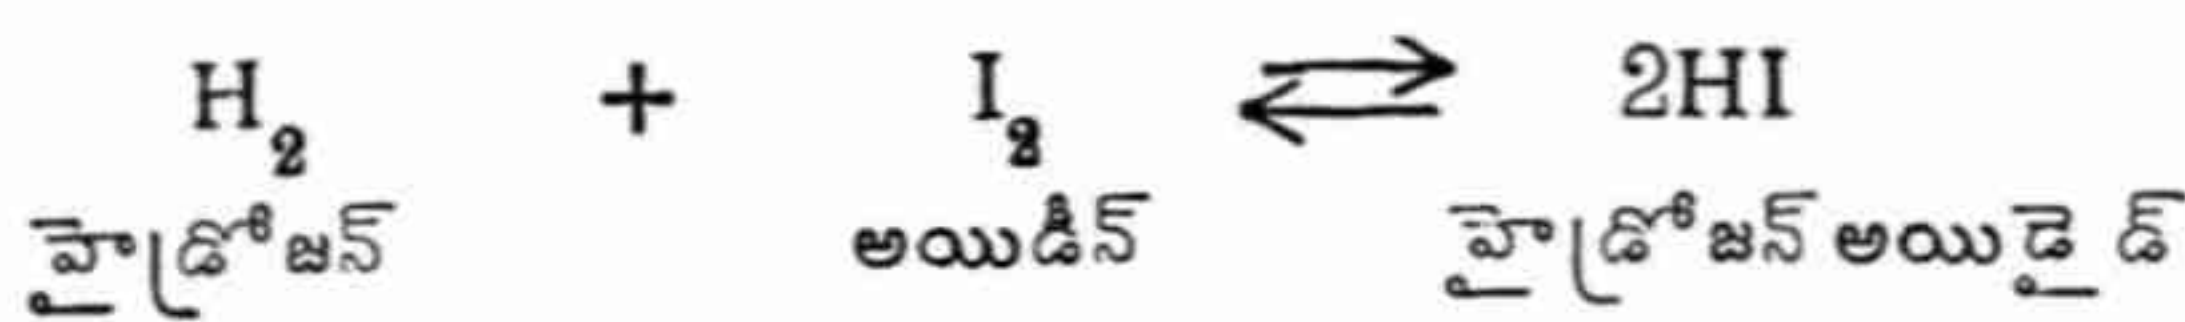 H₂ + I₂ ⇌ 2HI
హైడ్రోజన్ అయిడీన్ హైడ్రోజన్ అయిడైడ్